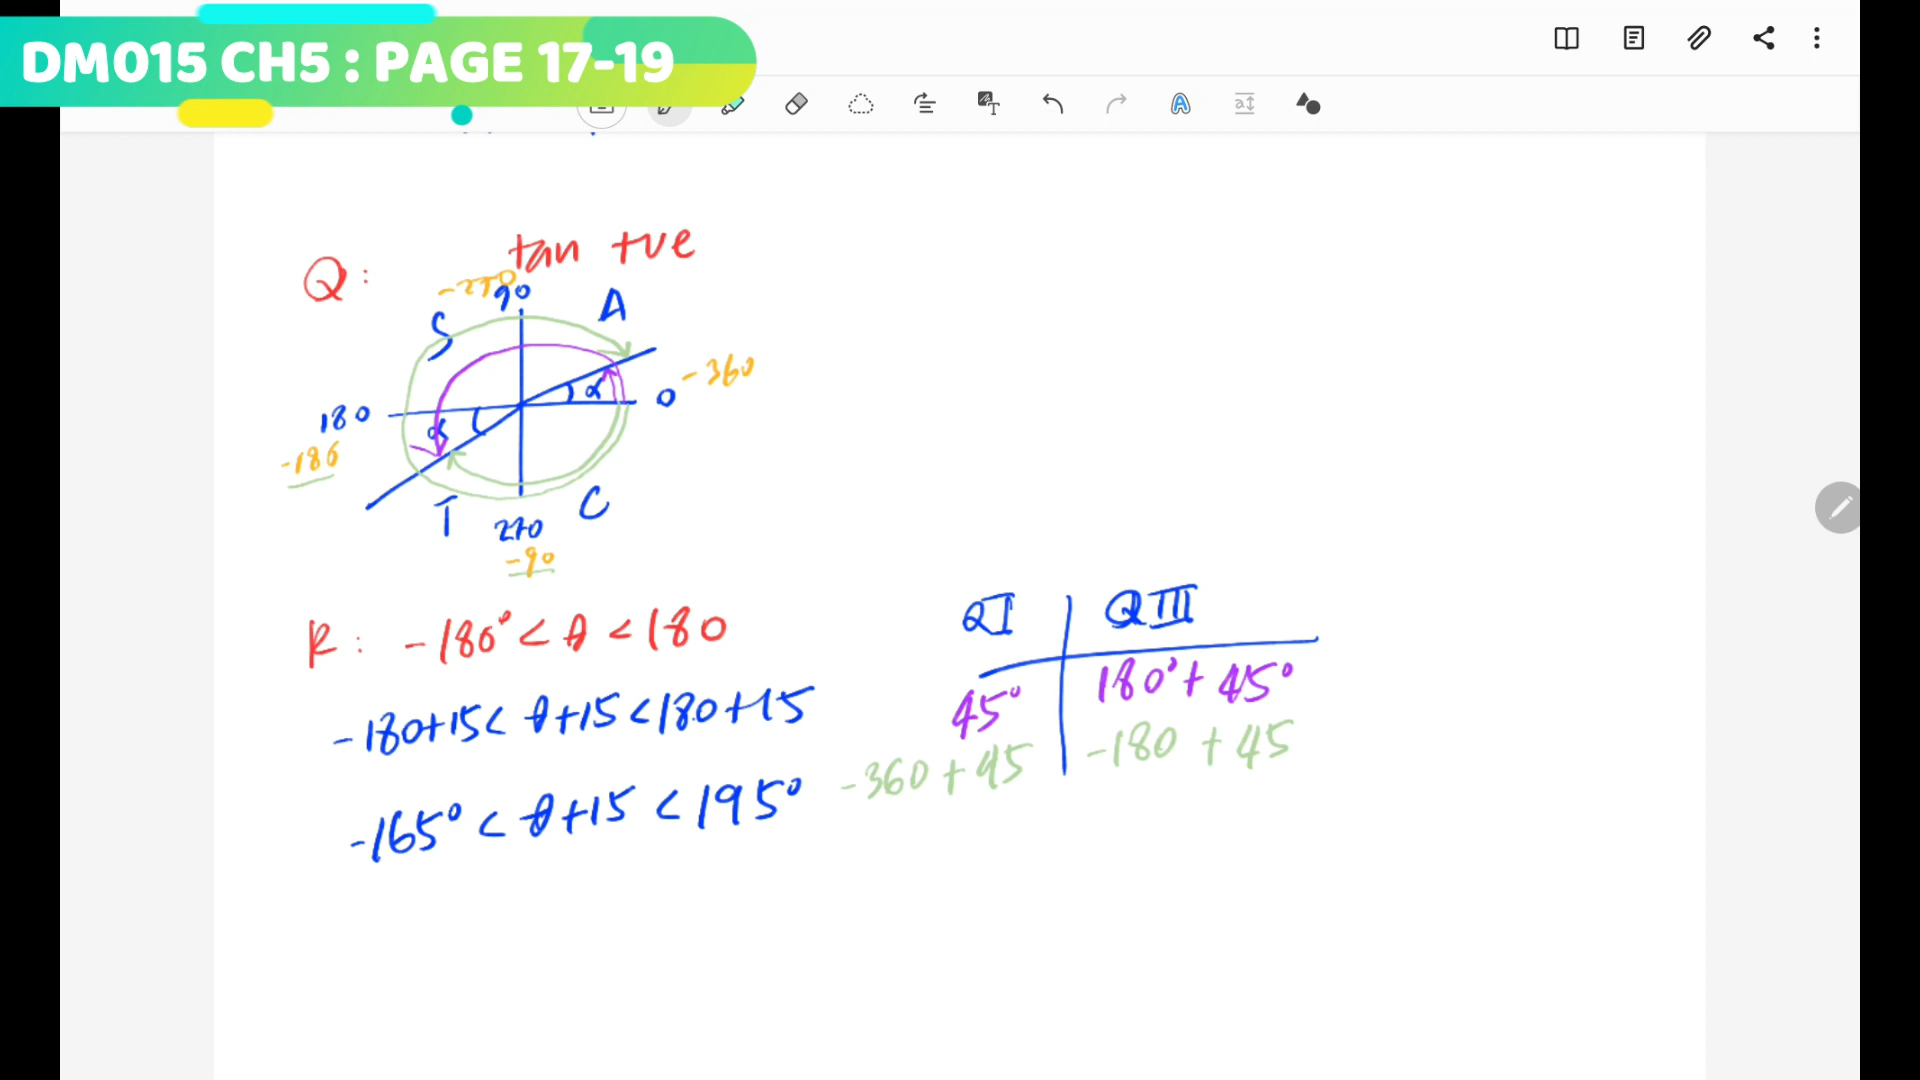 DM015 CH5 : PAGE 17-19
Q : tan +ve
-270
90
A
S
-360
0
α
180
α
-180
T
C
270
-90
R : -180° < θ < 180
-180+15 < θ+15 < 180+15
-165° < θ+15 < 195°
QI QIII
45° 180°+45°
-360+45 -180+45